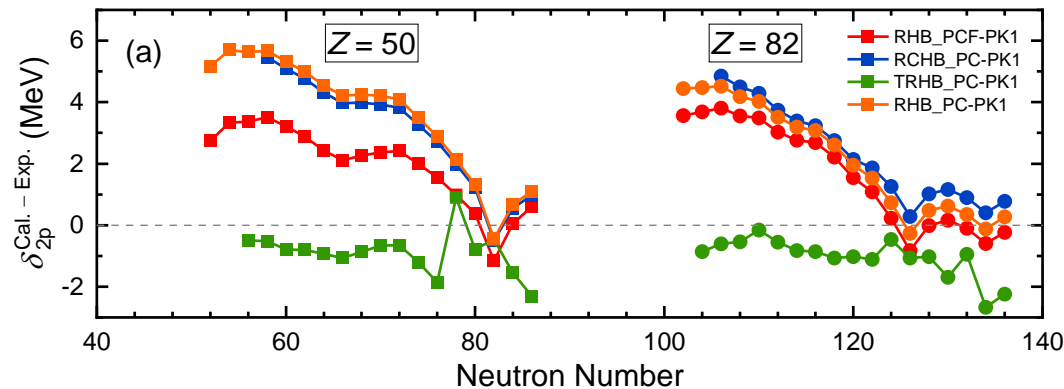 (a)
Z = 50
Z = 82
RHB_PCF-PK1
RCHB_PC-PK1
TRHB_PC-PK1
RHB_PC-PK1
δ2pCal. – Exp. (MeV)
6
4
2
0
-2
40
60
80
100
120
140
Neutron Number